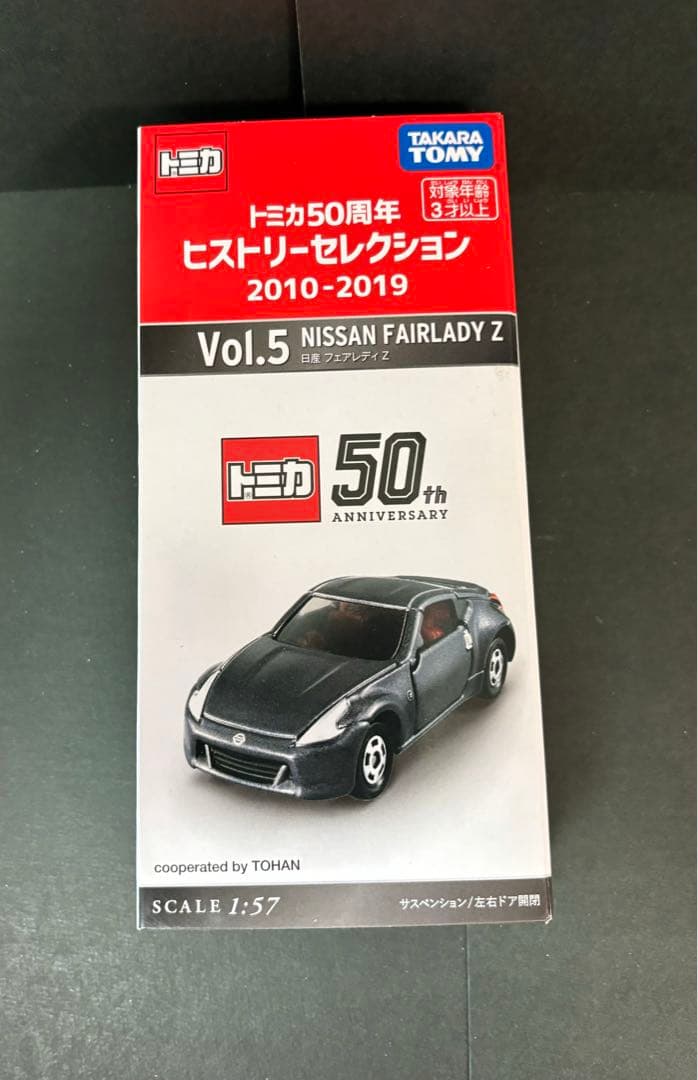 トミカ
TAKARA
TOMY
対象年齢
3才以上
トミカ50周年
ヒストリーセレクション
2010-2019
Vol.5 NISSAN FAIRLADY Z
日産 フェアレディ Z
トミカ 50th
ANNIVERSARY
cooperated by TOHAN
SCALE 1:57
サスペンション/左右ドア開閉